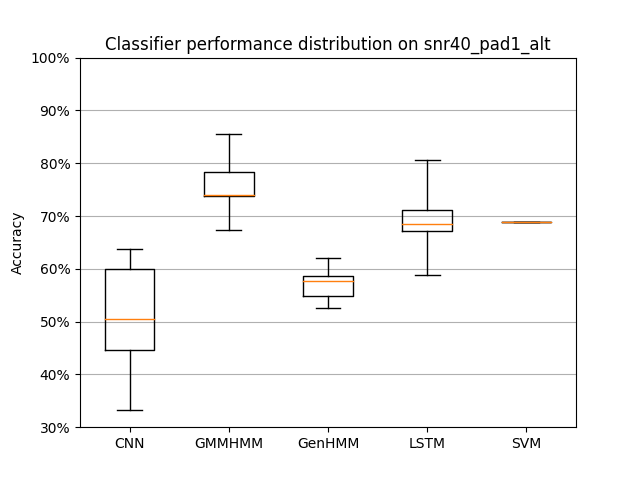 Classifier performance distribution on snr40_pad1_alt
100%
90%
80%
70%
60%
50%
40%
30%
Accuracy
CNN GMMHMM GenHMM LSTM SVM